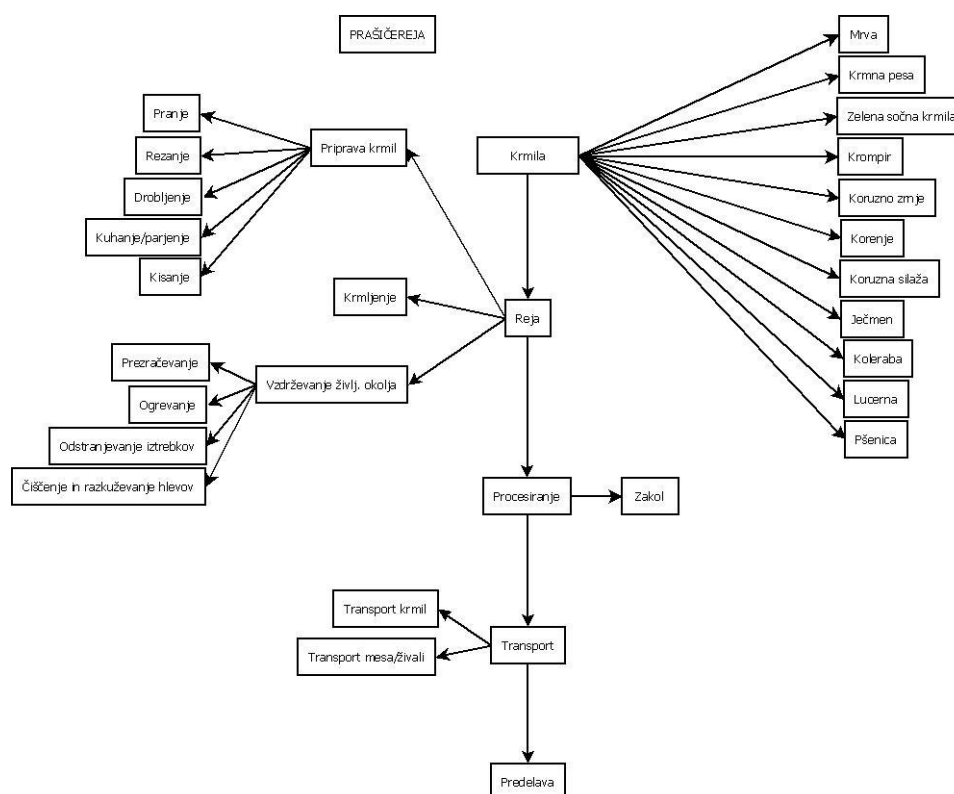 PRAŠIČEREJA
Mrva
Krmna pesa
Zelena sočna krmila
Krompir
Koruzno zrnje
Korenje
Koruzna silaža
Ječmen
Koleraba
Lucerna
Pšenica
Krmila
Priprava krmil
Pranje
Rezanje
Drobljenje
Kuhanje/parjenje
Kisanje
Krmljenje
Reja
Vzdrževanje življ. okolja
Prezračevanje
Ogrevanje
Odstranjevanje iztrebkov
Čiščenje in razkuževanje hlevov
Procesiranje
Zakol
Transport krmil
Transport mesa/živali
Transport
Predelava